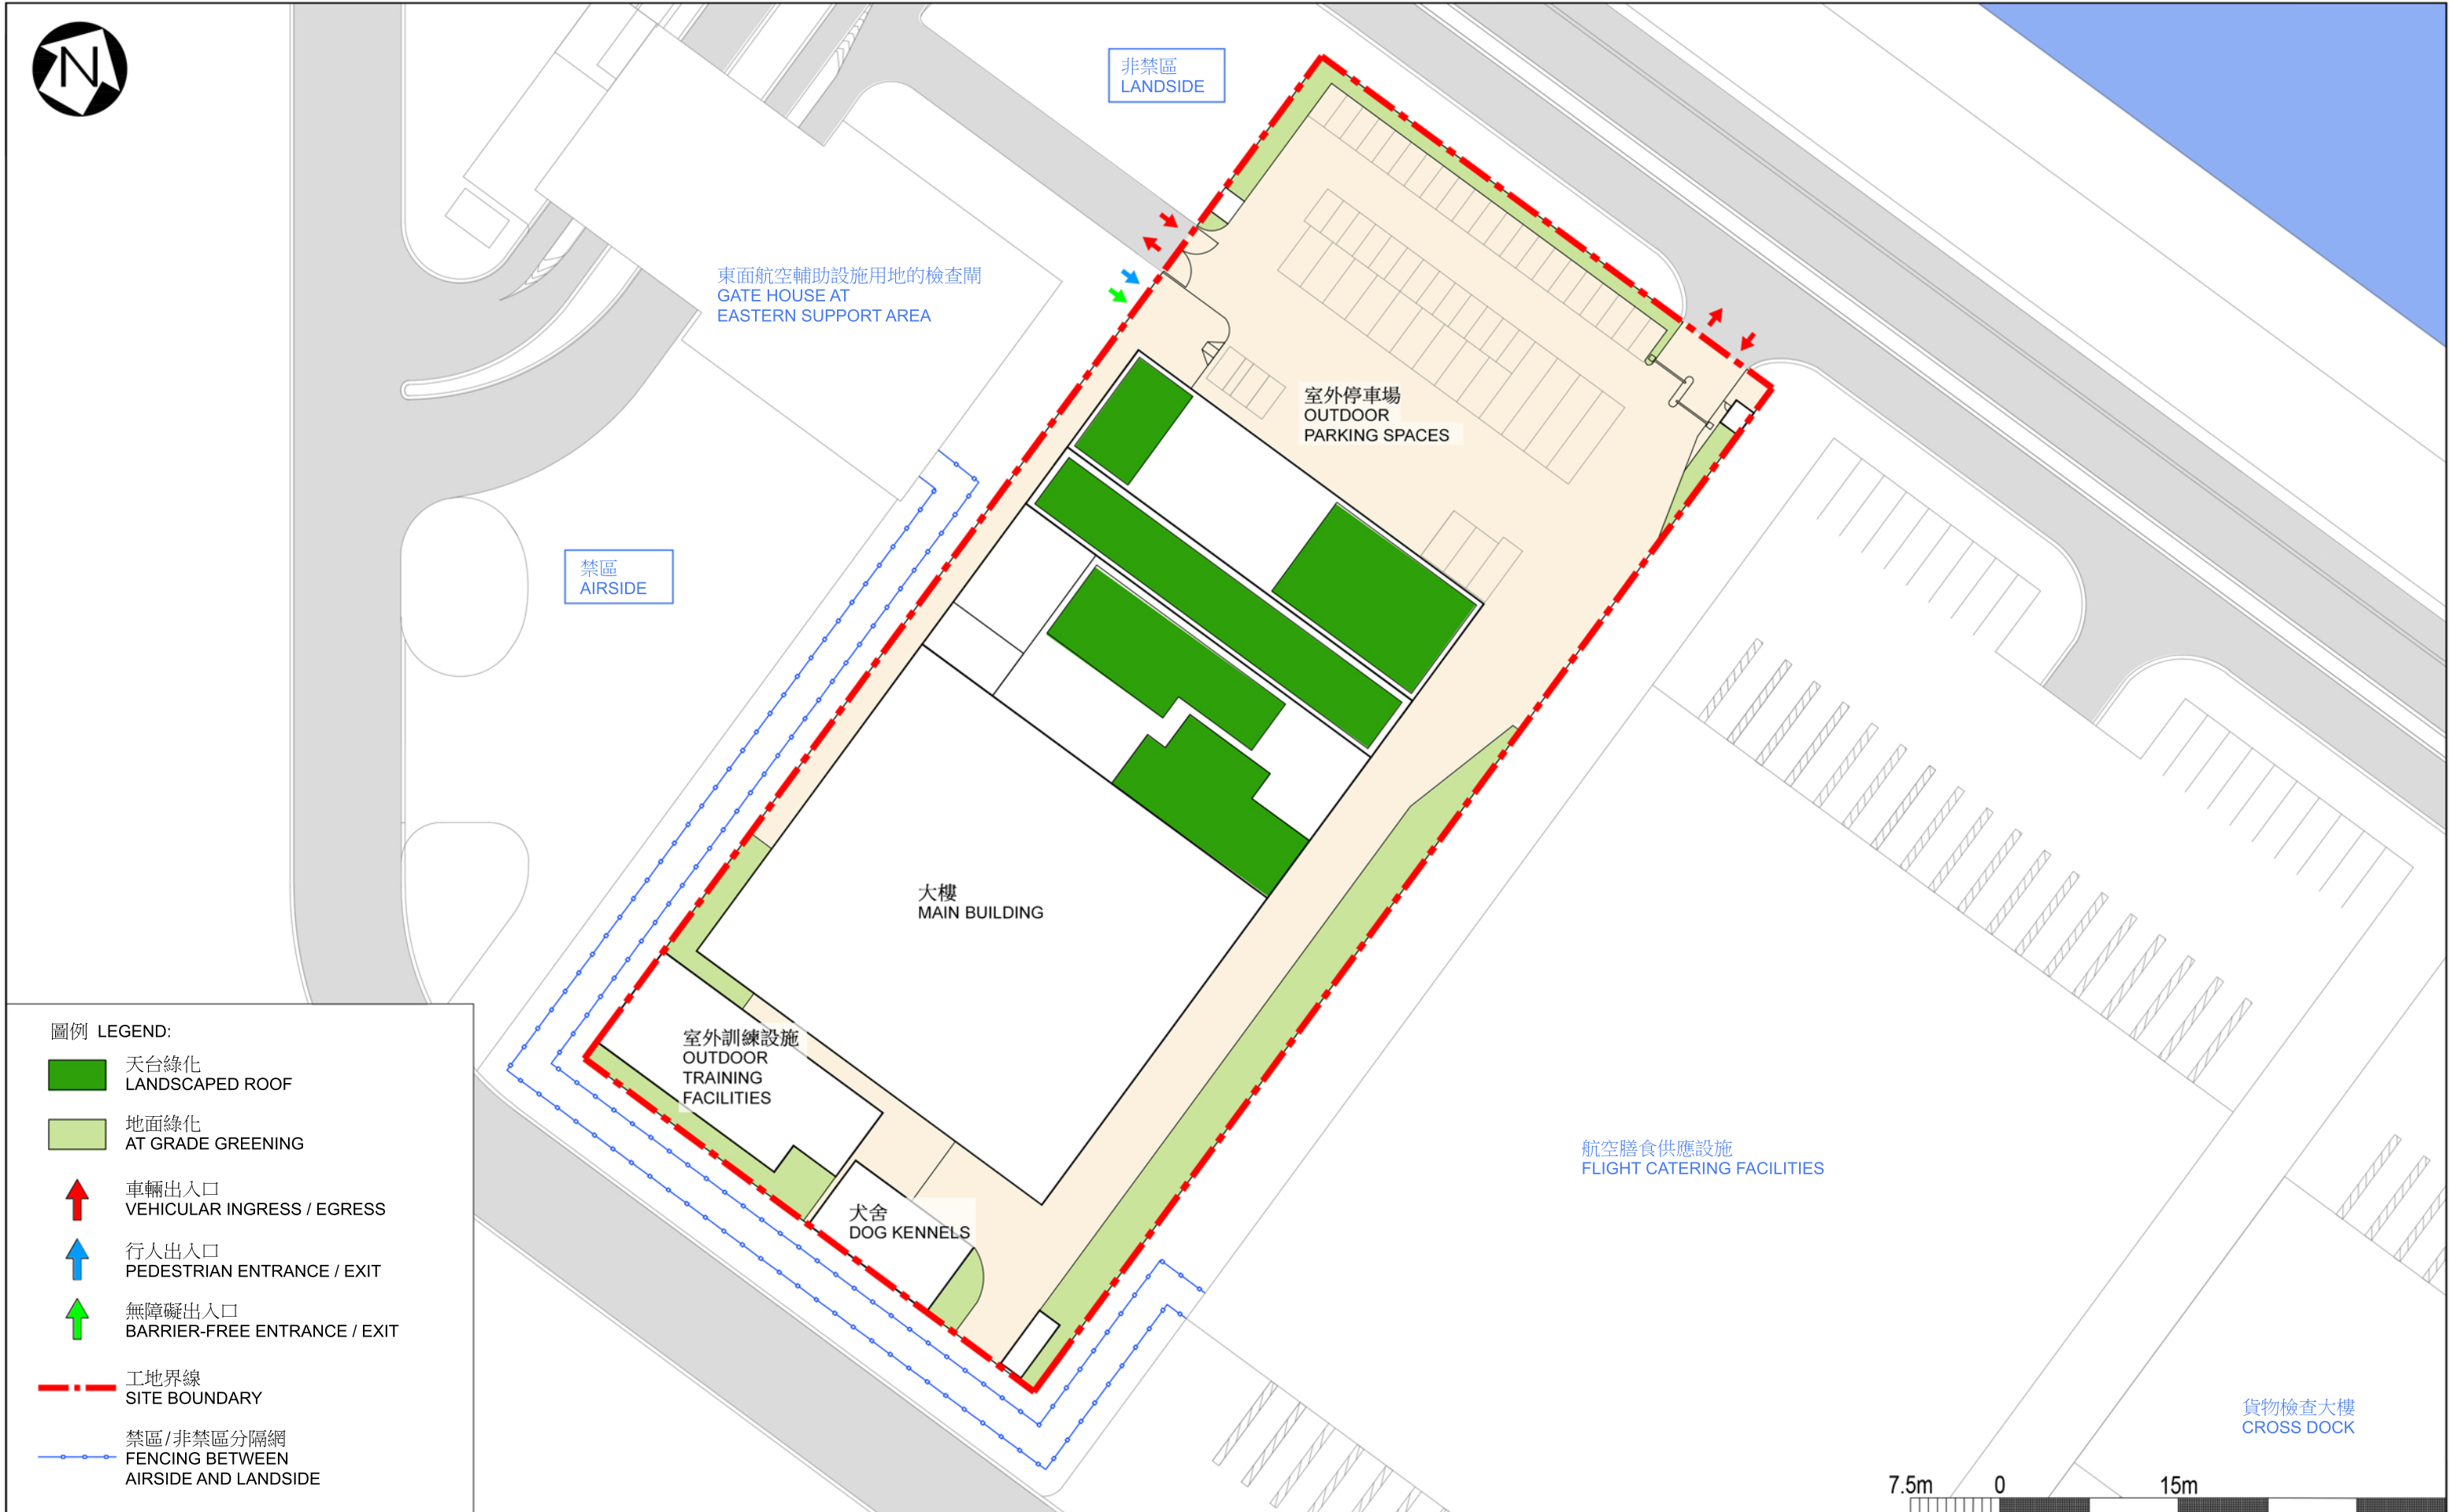 N
非禁區
LANDSIDE
東面航空輔助設施用地的檢查閘
GATE HOUSE AT
EASTERN SUPPORT AREA
室外停車場
OUTDOOR
PARKING SPACES
禁區
AIRSIDE
大樓
MAIN BUILDING
室外訓練設施
OUTDOOR
TRAINING
FACILITIES
犬舍
DOG KENNELS
航空膳食供應設施
FLIGHT CATERING FACILITIES
貨物檢查大樓
CROSS DOCK
圖例 LEGEND:
天台綠化
LANDSCAPED ROOF
地面綠化
AT GRADE GREENING
車輛出入口
VEHICULAR INGRESS / EGRESS
行人出入口
PEDESTRIAN ENTRANCE / EXIT
無障礙出入口
BARRIER-FREE ENTRANCE / EXIT
工地界線
SITE BOUNDARY
禁區/非禁區分隔網
FENCING BETWEEN
AIRSIDE AND LANDSIDE
7.5m 0 15m